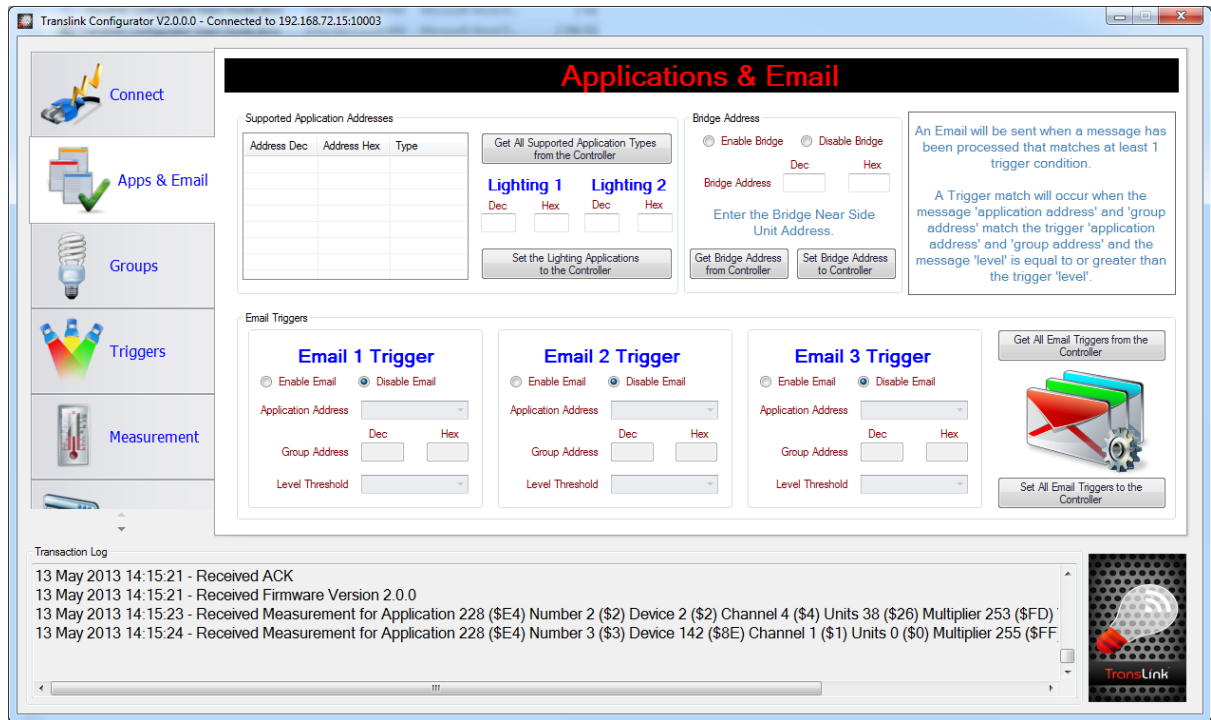 Translink Configurator V2.0.0.0 - Connected to 192.168.72.15:10003
Connect
Apps & Email
Groups
Triggers
Measurement
Applications & Email
Supported Application Addresses
Address Dec Address Hex Type
Get All Supported Application Types
from the Controller
Lighting 1 Lighting 2
Dec Hex Dec Hex
Set the Lighting Applications
to the Controller
Bridge Address
Enable Bridge Disable Bridge
Dec Hex
Bridge Address
Enter the Bridge Near Side
Unit Address.
Get Bridge Address
from Controller
Set Bridge Address
to Controller
An Email will be sent when a message has
been processed that matches at least 1
trigger condition.
A Trigger match will occur when the
message 'application address' and 'group
address' match the trigger 'application
address' and 'group address' and the
message 'level' is equal to or greater than
the trigger 'level'.
Email Triggers
Email 1 Trigger
Enable Email Disable Email
Application Address
Dec Hex
Group Address
Level Threshold
Email 2 Trigger
Enable Email Disable Email
Application Address
Dec Hex
Group Address
Level Threshold
Email 3 Trigger
Enable Email Disable Email
Application Address
Dec Hex
Group Address
Level Threshold
Get All Email Triggers from the
Controller
Set All Email Triggers to the
Controller
Transaction Log
13 May 2013 14:15:21 - Received ACK
13 May 2013 14:15:21 - Received Firmware Version 2.0.0
13 May 2013 14:15:23 - Received Measurement for Application 228 ($E4) Number 2 ($2) Device 2 ($2) Channel 4 ($4) Units 38 ($26) Multiplier 253 ($FD)
13 May 2013 14:15:24 - Received Measurement for Application 228 ($E4) Number 3 ($3) Device 142 ($8E) Channel 1 ($1) Units 0 ($0) Multiplier 255 ($FF
TransLink